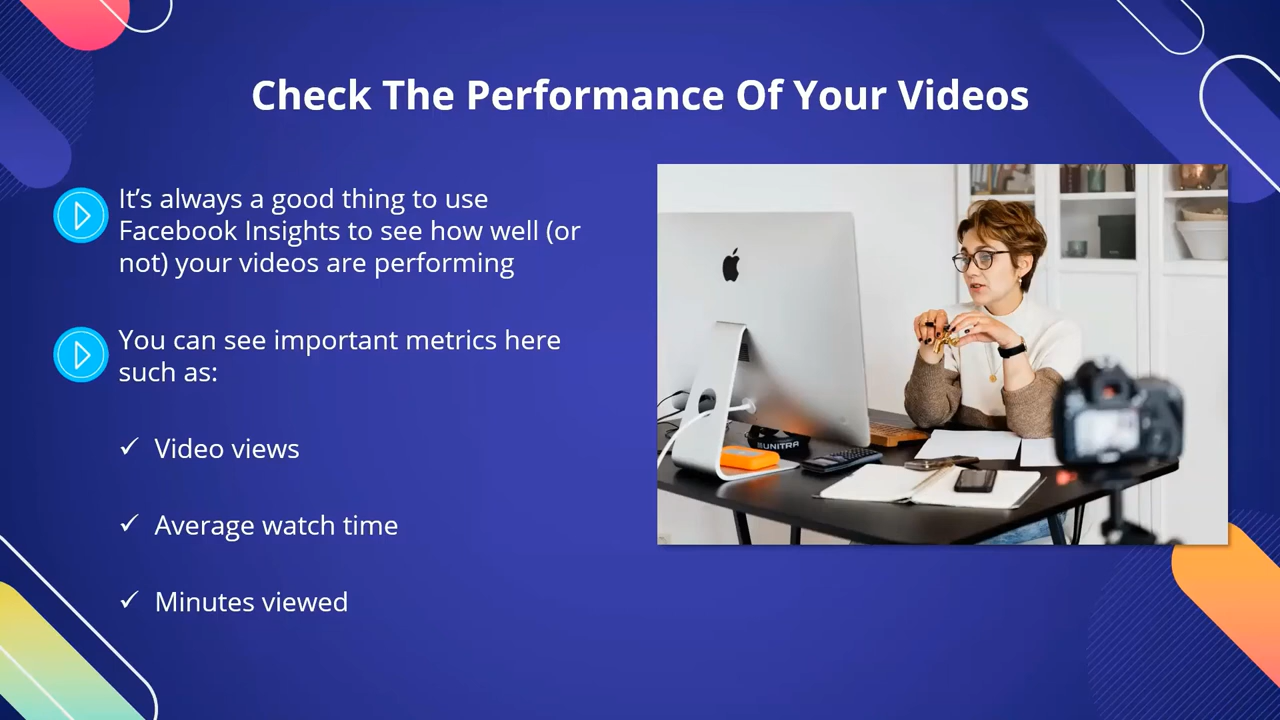 Check The Performance Of Your Videos
It’s always a good thing to use
Facebook Insights to see how well (or
not) your videos are performing
You can see important metrics here
such as:
✓ Video views
✓ Average watch time
✓ Minutes viewed
UNITRA